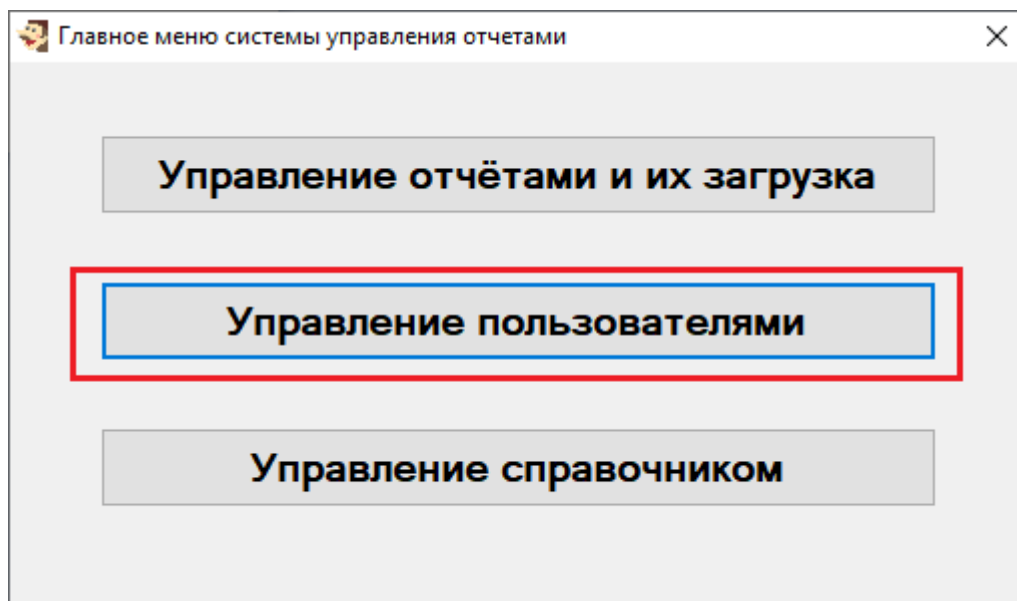 Главное меню системы управления отчетами
Управление отчётами и их загрузка
Управление пользователями
Управление справочником